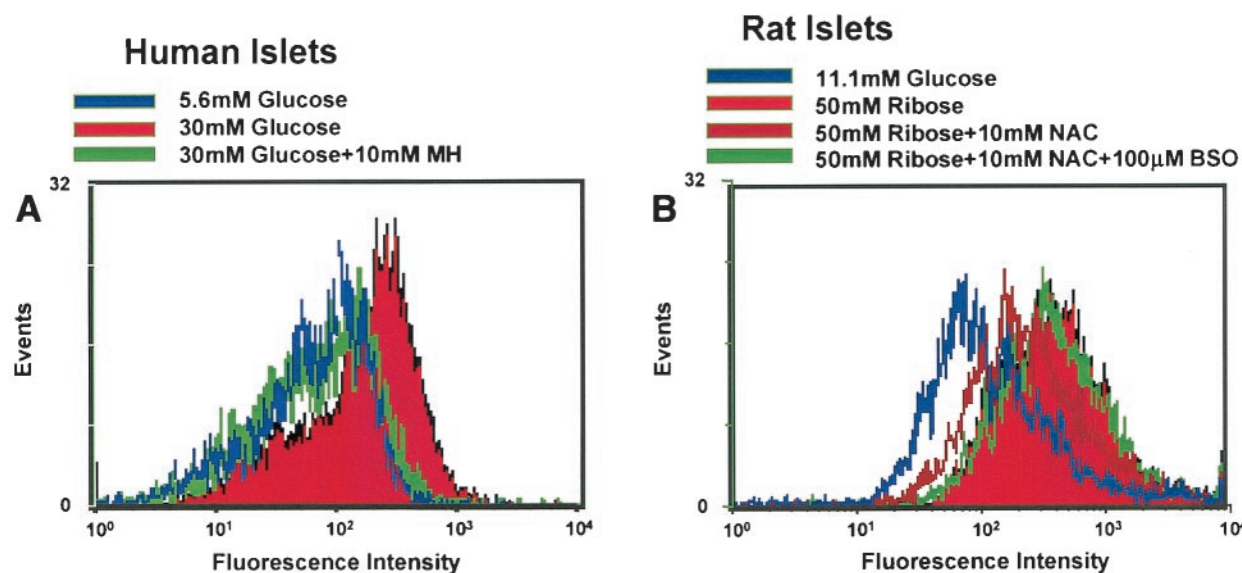 Human Islets
5.6mM Glucose
30mM Glucose
30mM Glucose+10mM MH
A
32
Events
0
10⁰ 10¹ 10² 10³ 10⁴
Fluorescence Intensity
Rat Islets
11.1mM Glucose
50mM Ribose
50mM Ribose+10mM NAC
50mM Ribose+10mM NAC+100µM BSO
B
32
Events
0
10⁰ 10¹ 10² 10³ 10⁴
Fluorescence Intensity